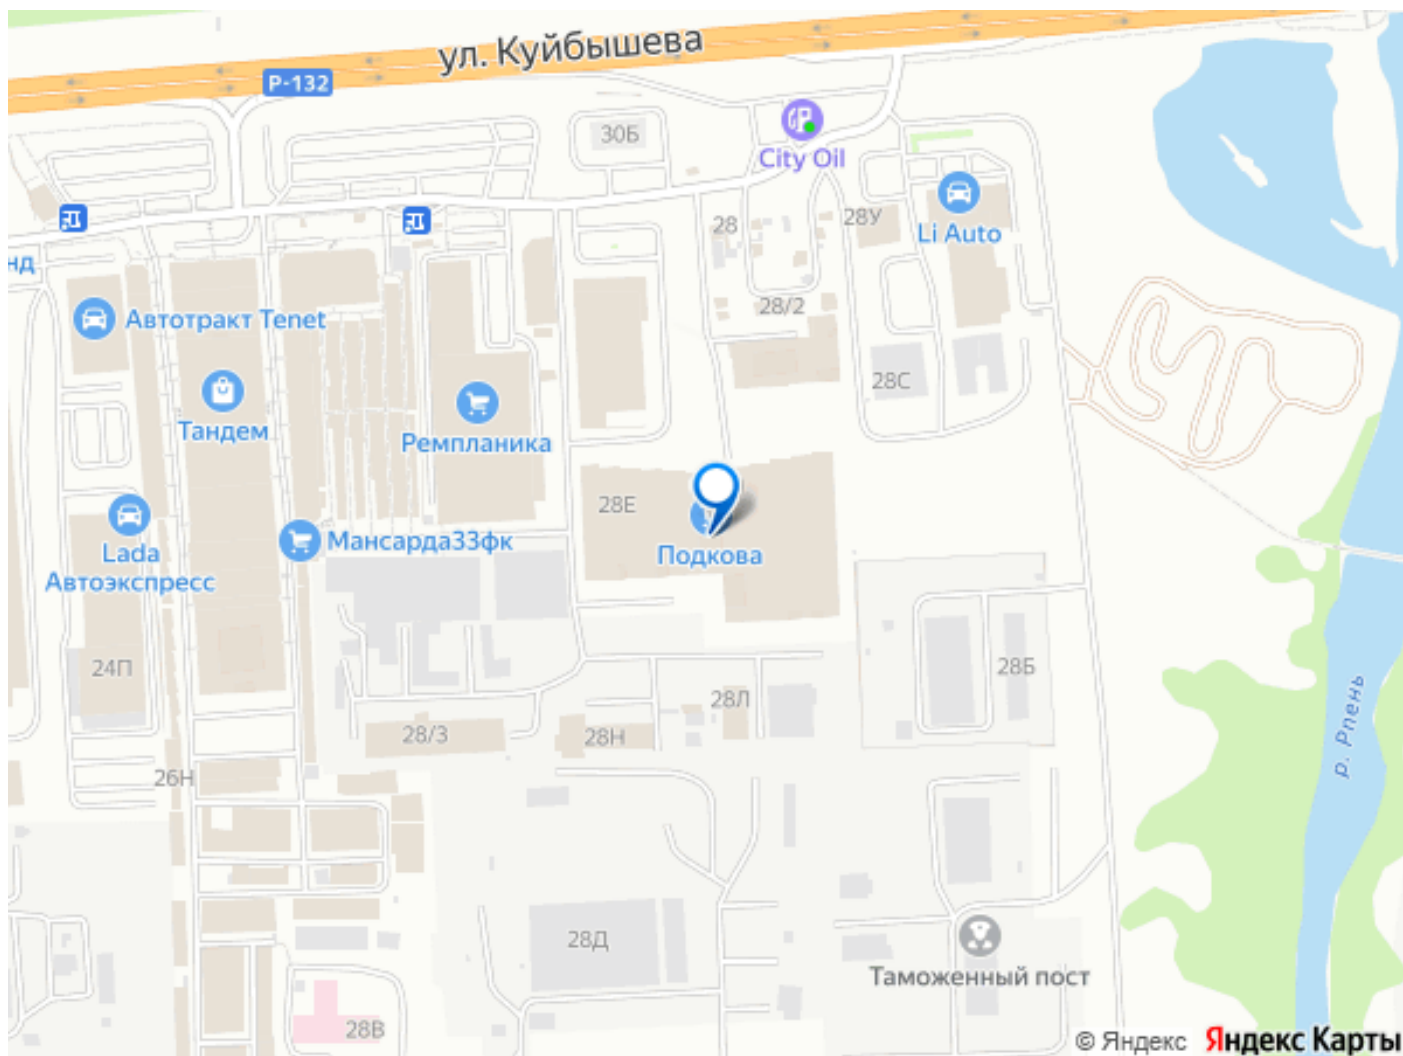 ул. Куйбышева
Р-132
30Б
City Oil
28
28У
Li Auto
нд
Автотракт Tenet
28/2
28С
Тандем
Ремпланика
28Е
Подкова
Lada
Автоэкспресс
Мансарда33фк
24П
28Б
28Л
28/3
28Н
26Н
р. Рпень
28Д
Таможенный пост
28В
© Яндекс Яндекс Карты